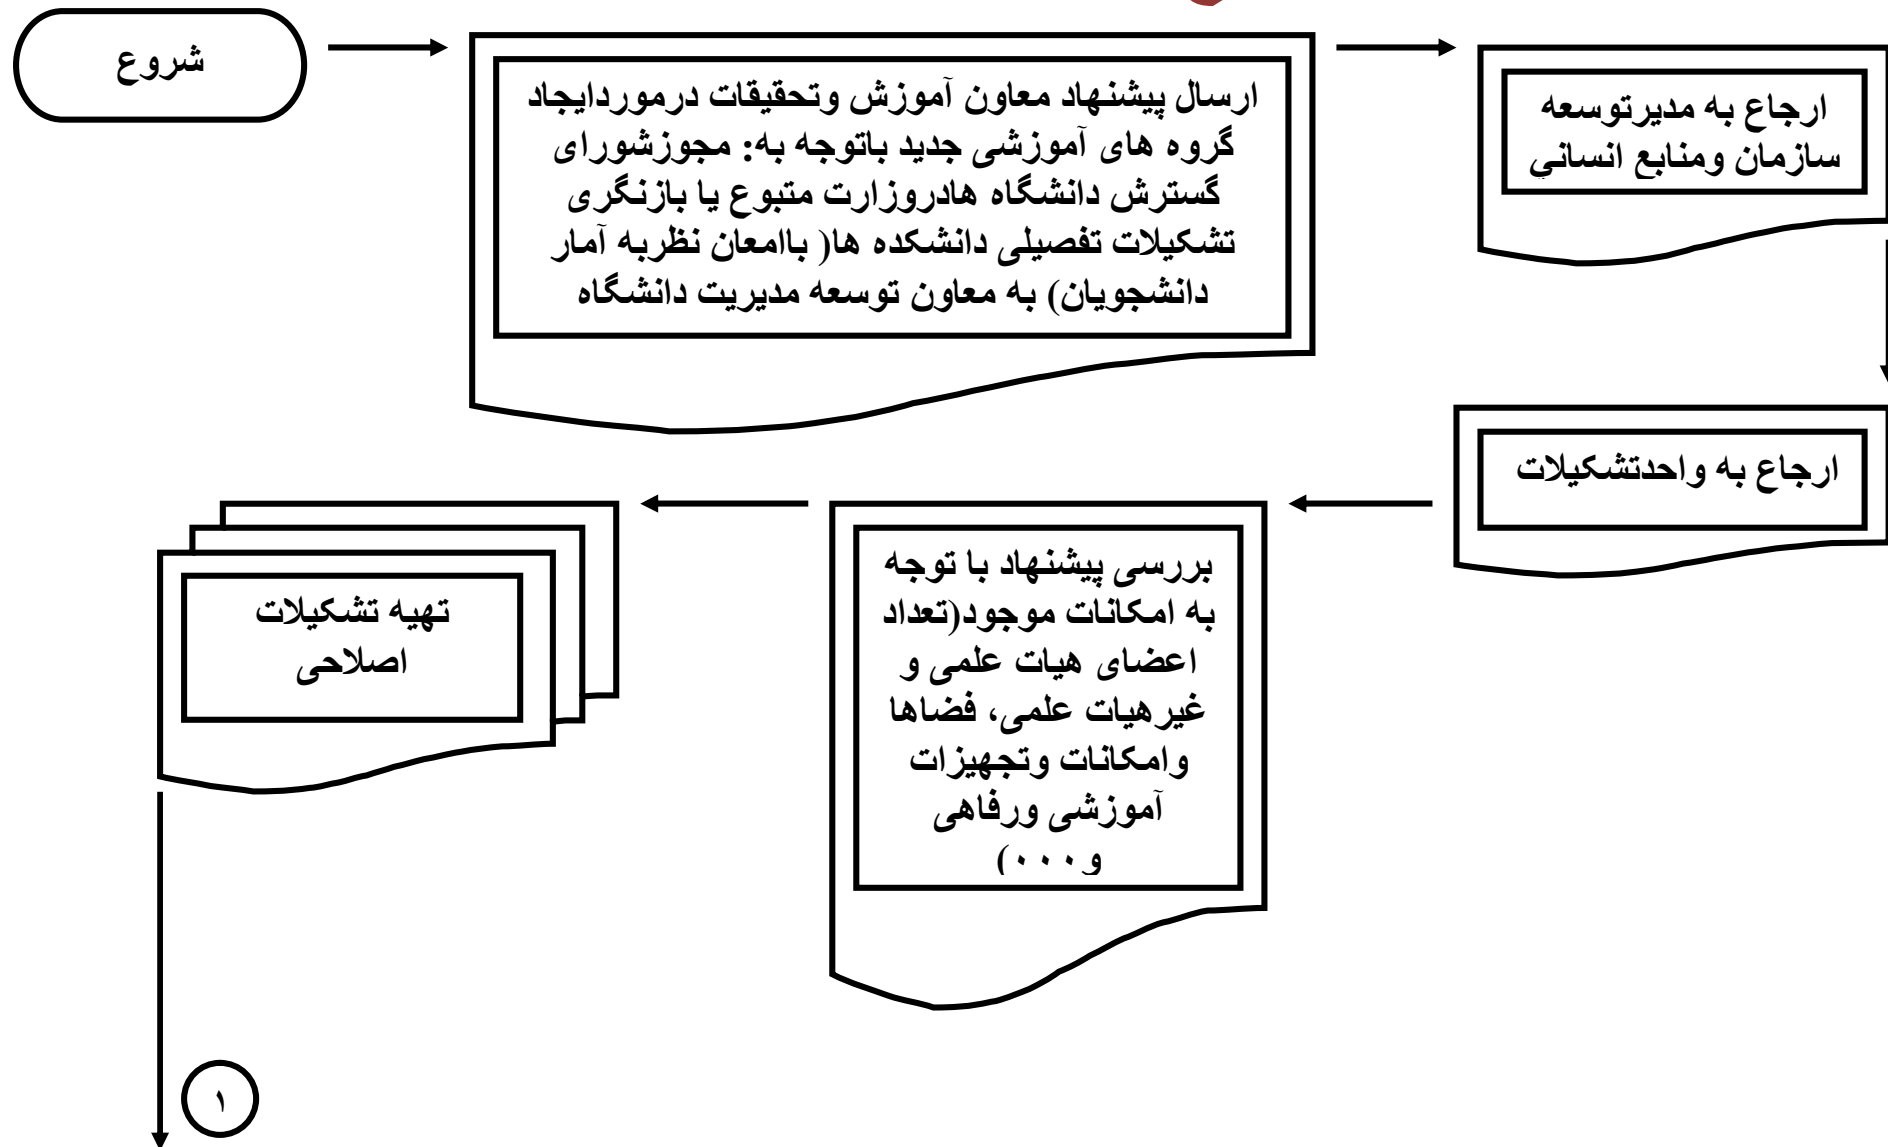 شروع
ارسال پیشنهاد معاون آموزش وتحقیقات درموردایجاد
گروه های آموزشی جدید باتوجه به: مجوزشورای
گسترش دانشگاه هادروزارت متبوع یا بازنگری
تشکیلات تفصیلی دانشکده ها( باامعان نظربه آمار
دانشجویان) به معاون توسعه مدیریت دانشگاه
ارجاع به مدیرتوسعه
سازمان ومنابع انسانی
ارجاع به واحدتشکیلات
بررسی پیشنهاد با توجه
به امکانات موجود(تعداد
اعضای هیات علمی و
غیرهیات علمی، فضاها
وامکانات وتجهیزات
آموزشی ورفاهی
و۰۰۰)
تهیه تشکیلات
اصلاحی
۱